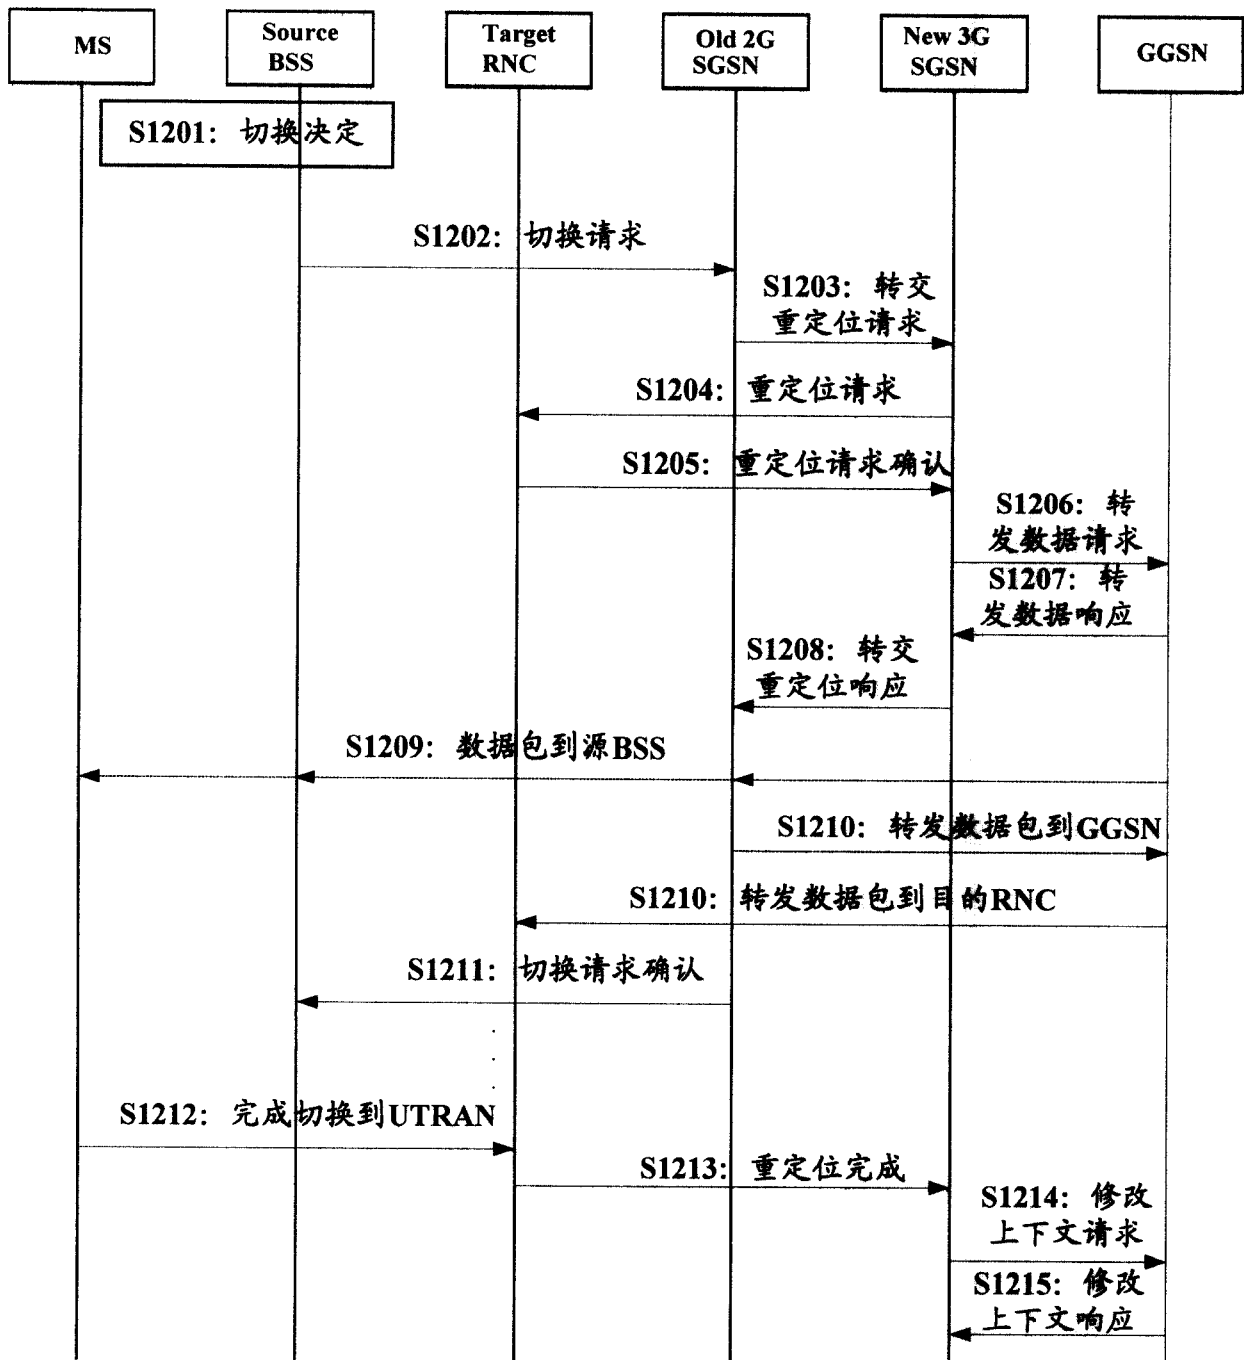 MS
Source
BSS
Target
RNC
Old 2G
SGSN
New 3G
SGSN
GGSN
S1201: 切换决定
S1202: 切换请求
S1203: 转交
重定位请求
S1204: 重定位请求
S1205: 重定位请求确认
S1206: 转
发数据请求
S1207: 转
发数据响应
S1208: 转交
重定位响应
S1209: 数据包到源BSS
S1210: 转发数据包到GGSN
S1210: 转发数据包到目的RNC
S1211: 切换请求确认
S1212: 完成切换到UTRAN
S1213: 重定位完成
S1214: 修改
上下文请求
S1215: 修改
上下文响应